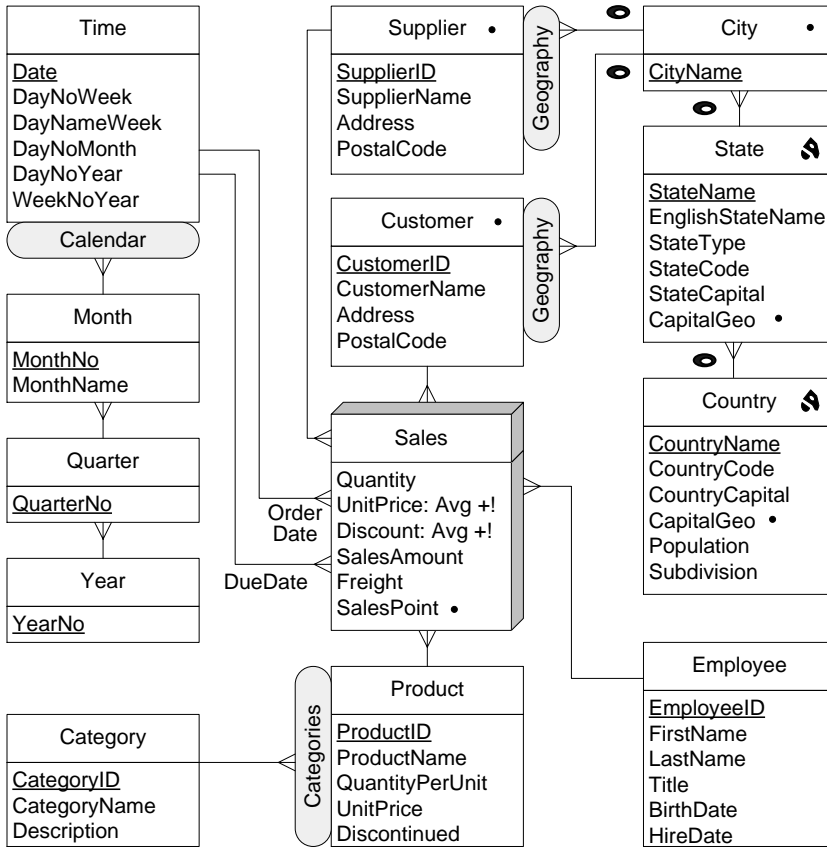 Time
Date
DayNoWeek
DayNameWeek
DayNoMonth
DayNoYear
WeekNoYear
Calendar
Month
MonthNo
MonthName
Quarter
QuarterNo
Year
YearNo
Category
CategoryID
CategoryName
Description
Supplier
SupplierID
SupplierName
Address
PostalCode
Geography
Customer
CustomerID
CustomerName
Address
PostalCode
Geography
Sales
Quantity
UnitPrice: Avg +!
Discount: Avg +!
SalesAmount
Freight
SalesPoint
Order
Date
DueDate
Product
ProductID
ProductName
QuantityPerUnit
UnitPrice
Discontinued
Categories
City
CityName
State
StateName
EnglishStateName
StateType
StateCode
StateCapital
CapitalGeo
Country
CountryName
CountryCode
CountryCapital
CapitalGeo
Population
Subdivision
Employee
EmployeeID
FirstName
LastName
Title
BirthDate
HireDate